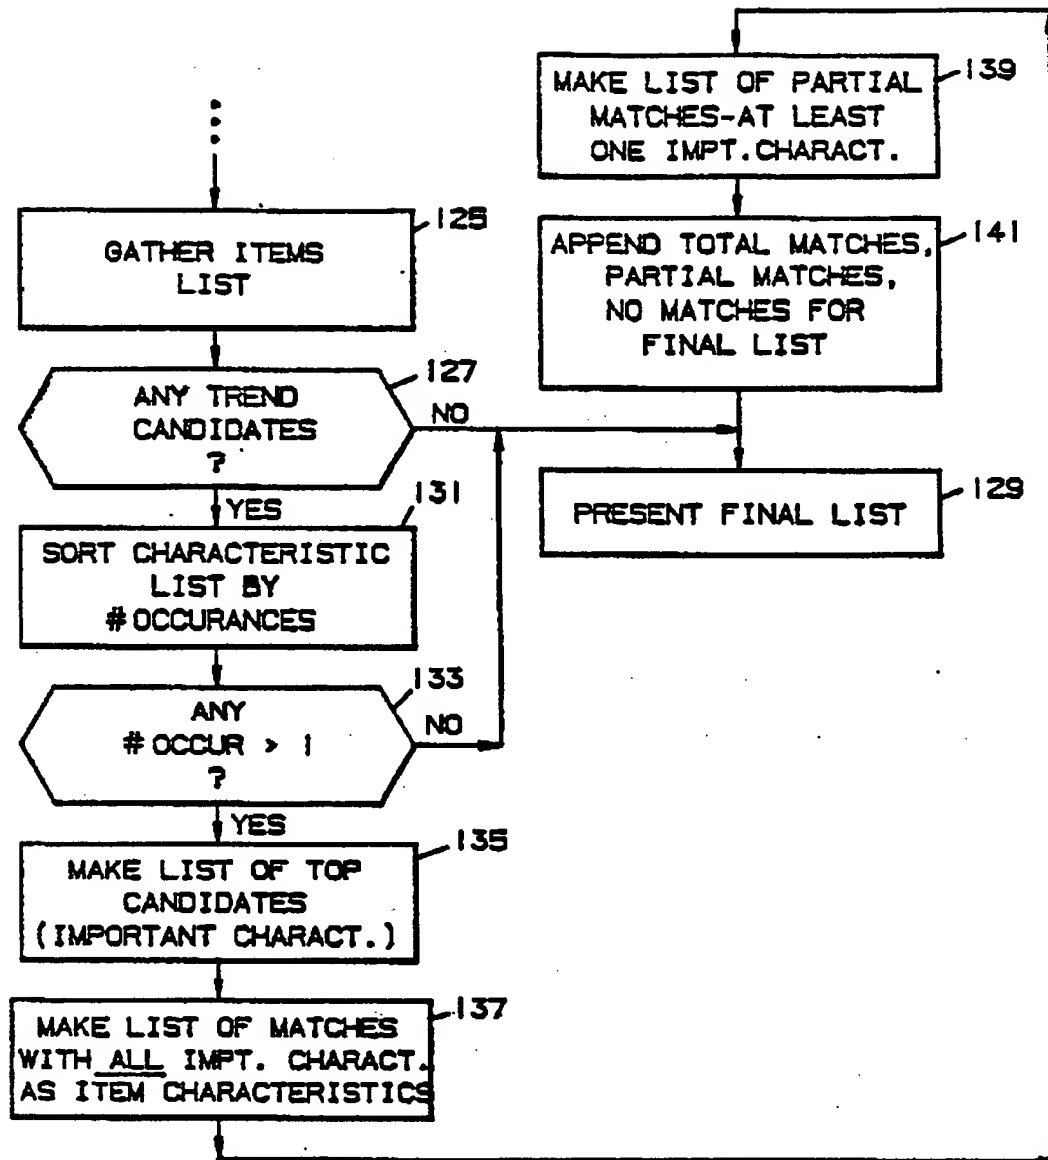 125
GATHER ITEMS
LIST
127
ANY TREND
CANDIDATES
?
NO
YES
131
SORT CHARACTERISTIC
LIST BY
# OCCURANCES
133
ANY
# OCCUR > 1
?
NO
YES
135
MAKE LIST OF TOP
CANDIDATES
(IMPORTANT CHARACT.)
137
MAKE LIST OF MATCHES
WITH ALL IMPT. CHARACT.
AS ITEM CHARACTERISTICS
139
MAKE LIST OF PARTIAL
MATCHES-AT LEAST
ONE IMPT.CHARACT.
141
APPEND TOTAL MATCHES,
PARTIAL MATCHES,
NO MATCHES FOR
FINAL LIST
129
PRESENT FINAL LIST